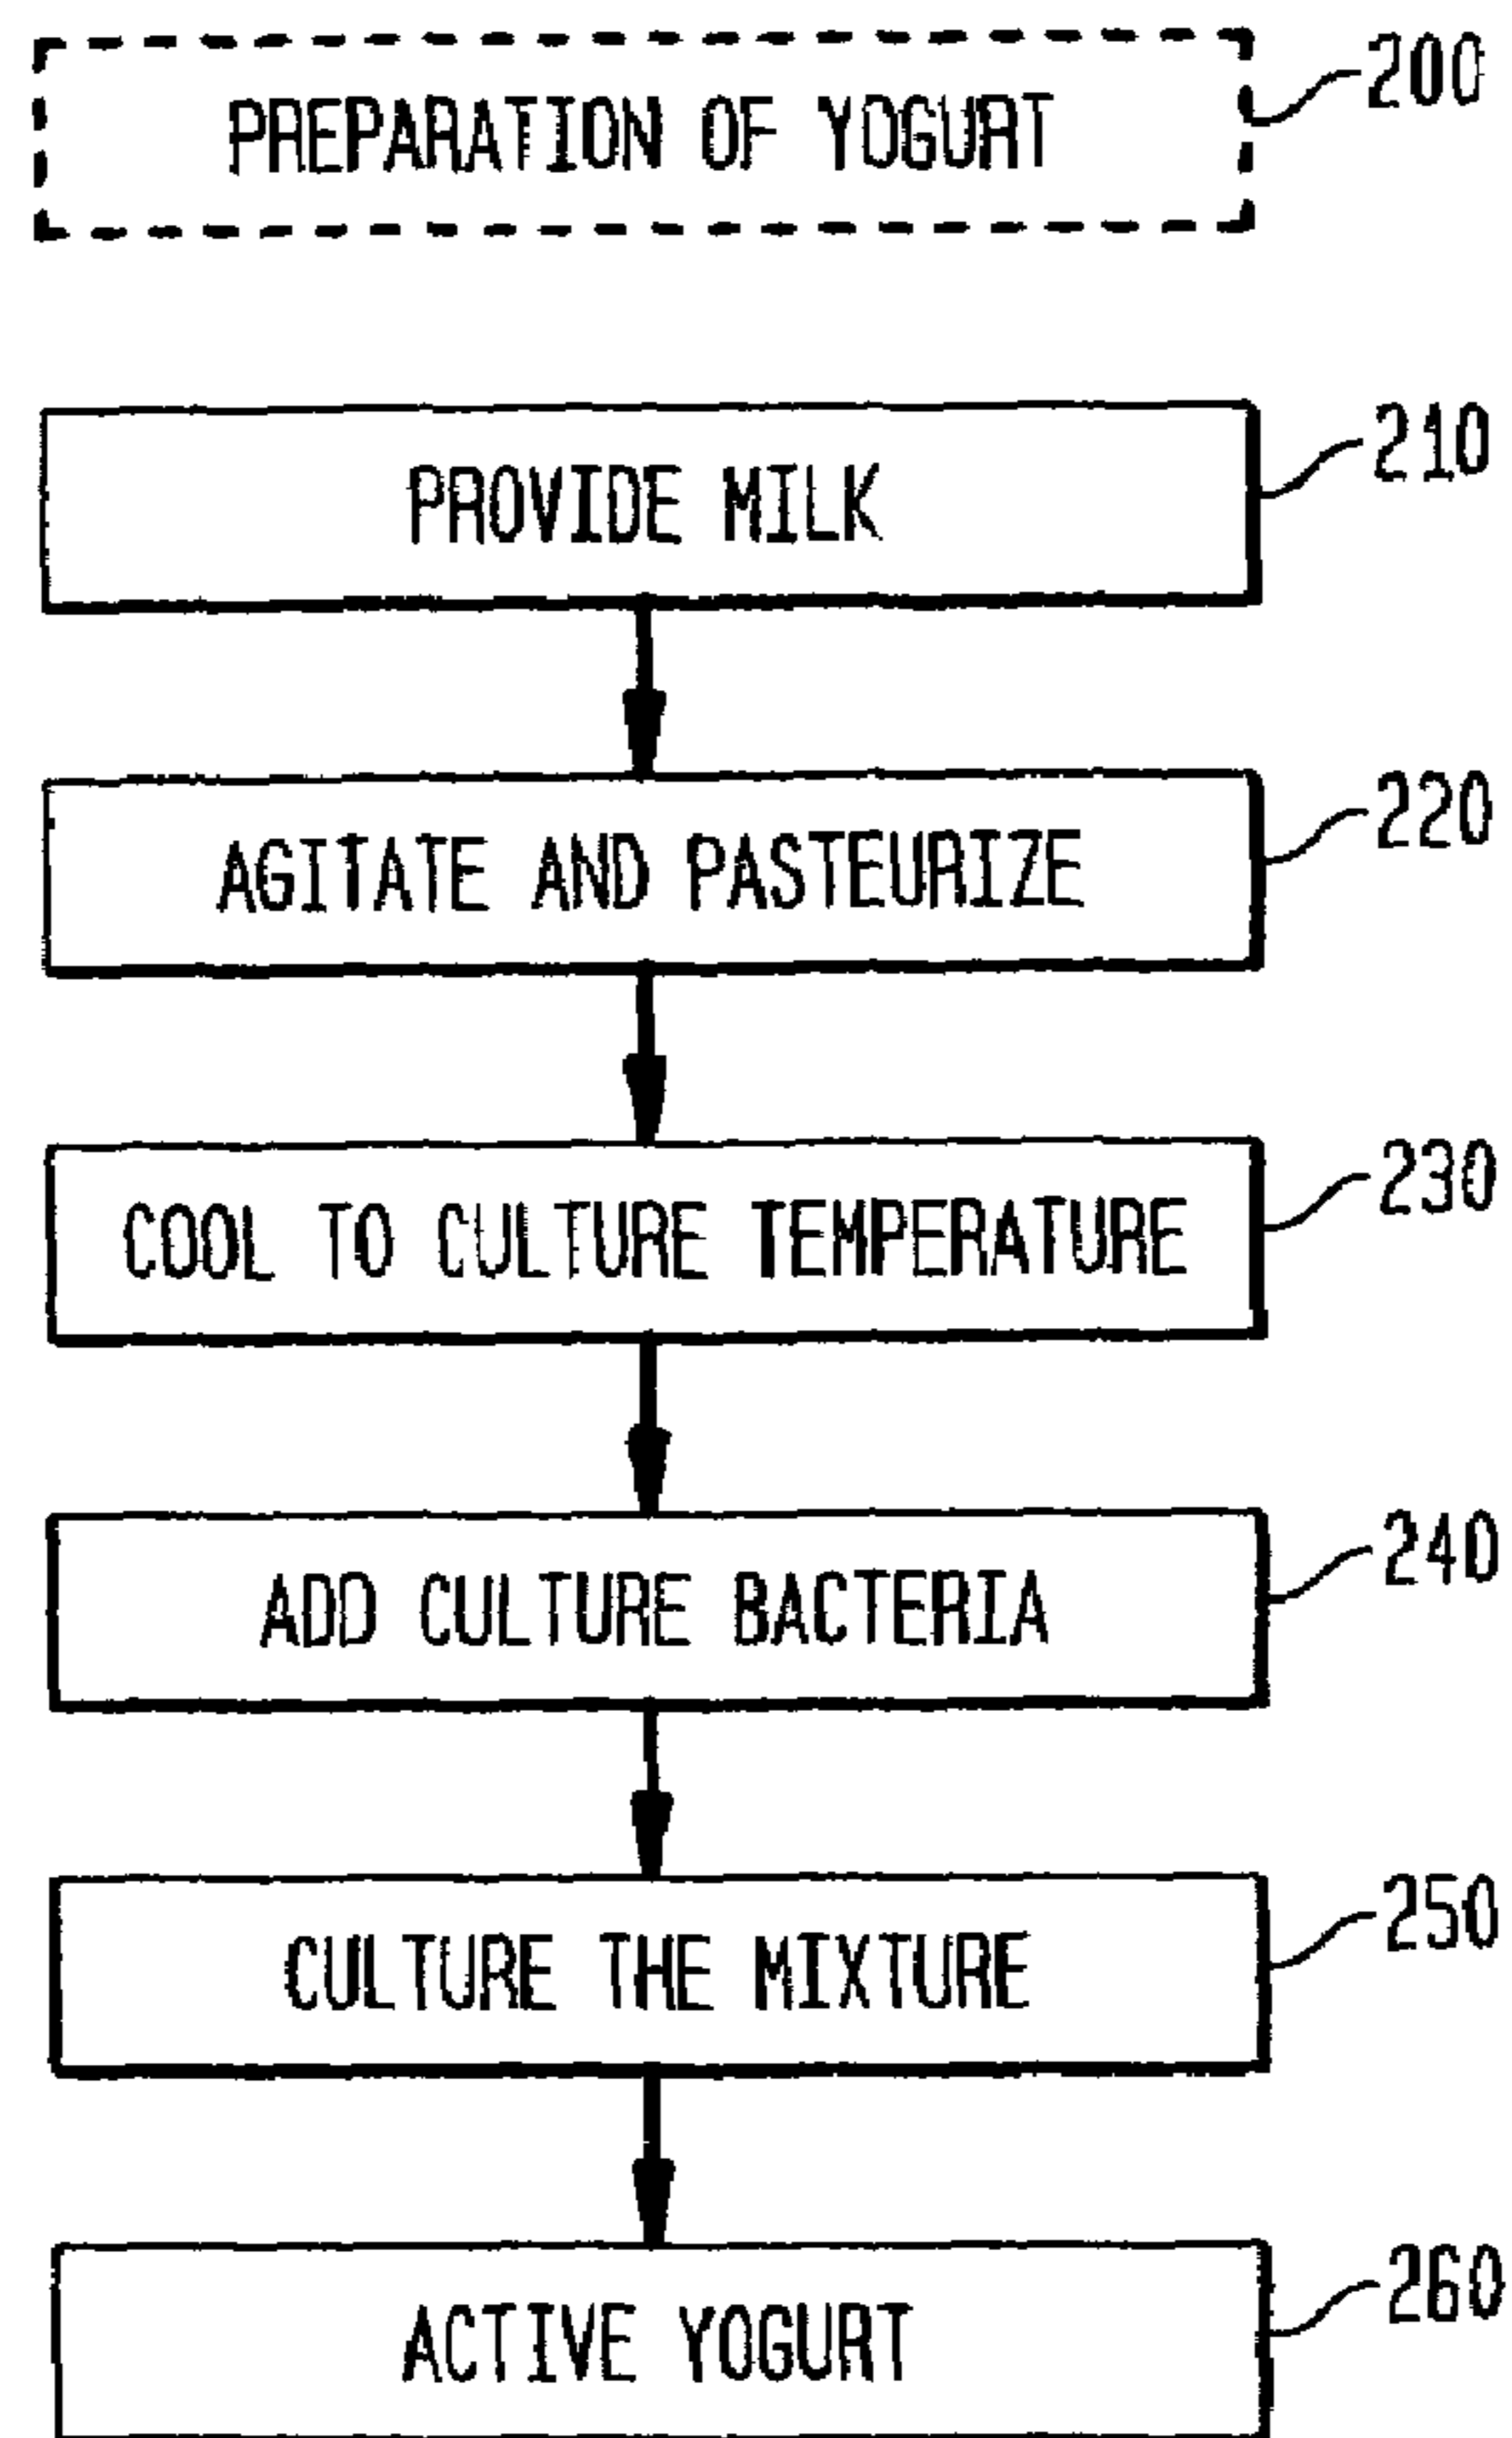 PREPARATION OF YOGURT
200
PROVIDE MILK
210
AGITATE AND PASTEURIZE
220
COOL TO CULTURE TEMPERATURE
230
ADD CULTURE BACTERIA
240
CULTURE THE MIXTURE
250
ACTIVE YOGURT
260